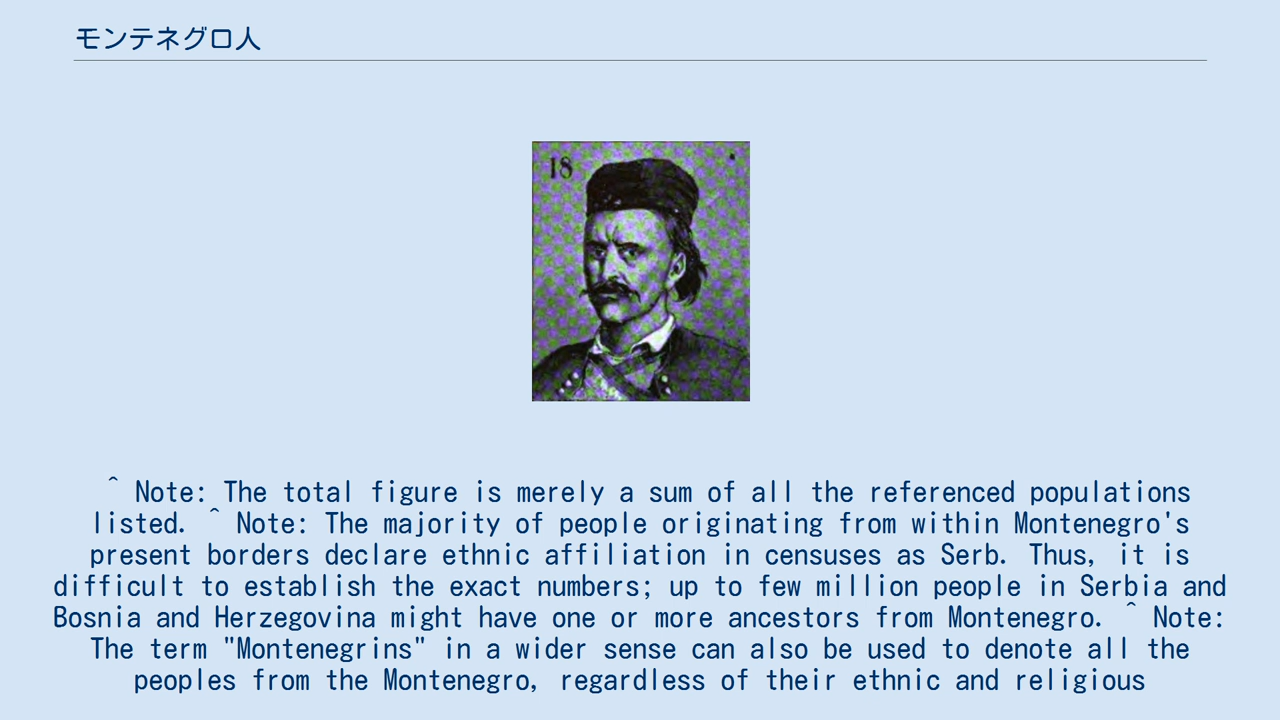 モンテネグロ人
18
^ Note: The total figure is merely a sum of all the referenced populations
listed. ^ Note: The majority of people originating from within Montenegro's
present borders declare ethnic affiliation in censuses as Serb. Thus, it is
difficult to establish the exact numbers; up to few million people in Serbia and
Bosnia and Herzegovina might have one or more ancestors from Montenegro. ^ Note:
The term "Montenegrins" in a wider sense can also be used to denote all the
peoples from the Montenegro, regardless of their ethnic and religious